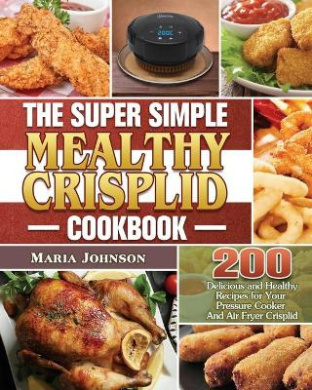 THE SUPER SIMPLE
MEALTHY
CRISPLID
COOKBOOK
MARIA JOHNSON
200
Delicious and Healthy
Recipes for Your
Pressure Cooker
And Air Fryer Crisplid